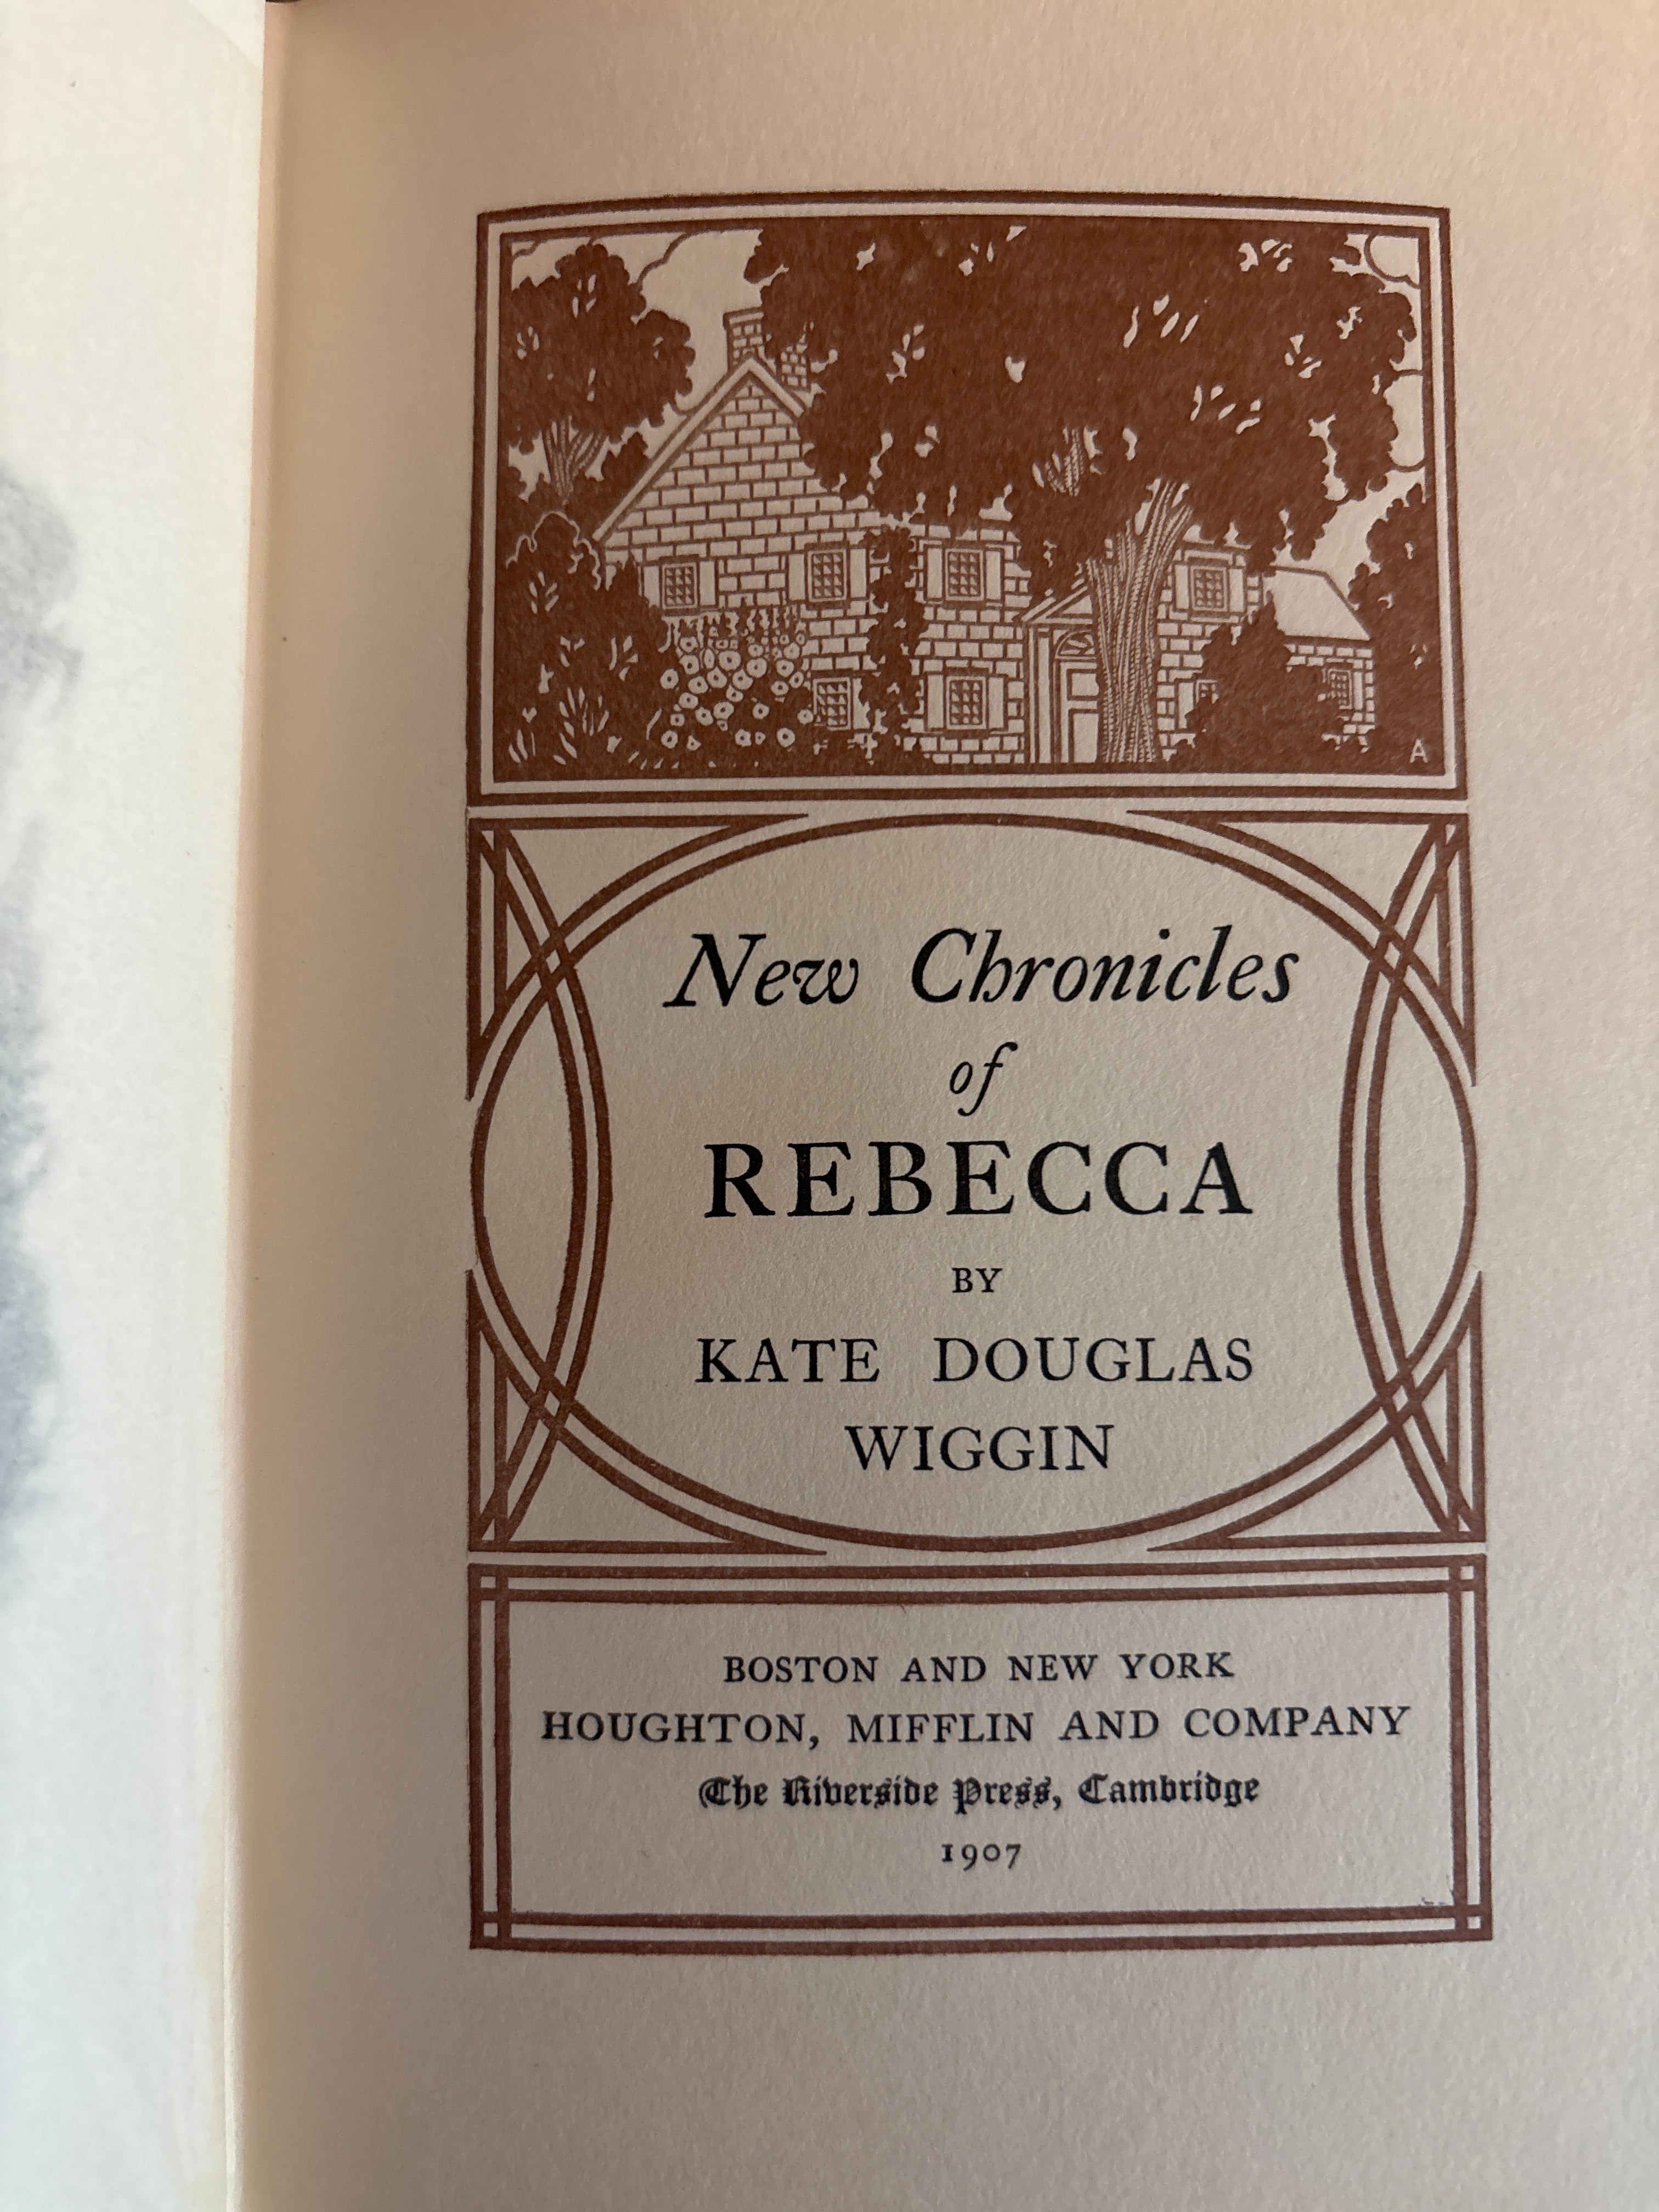 A
New Chronicles
of
REBECCA
BY
KATE DOUGLAS
WIGGIN
BOSTON AND NEW YORK
HOUGHTON, MIFFLIN AND COMPANY
The Riverside Press, Cambridge
1907